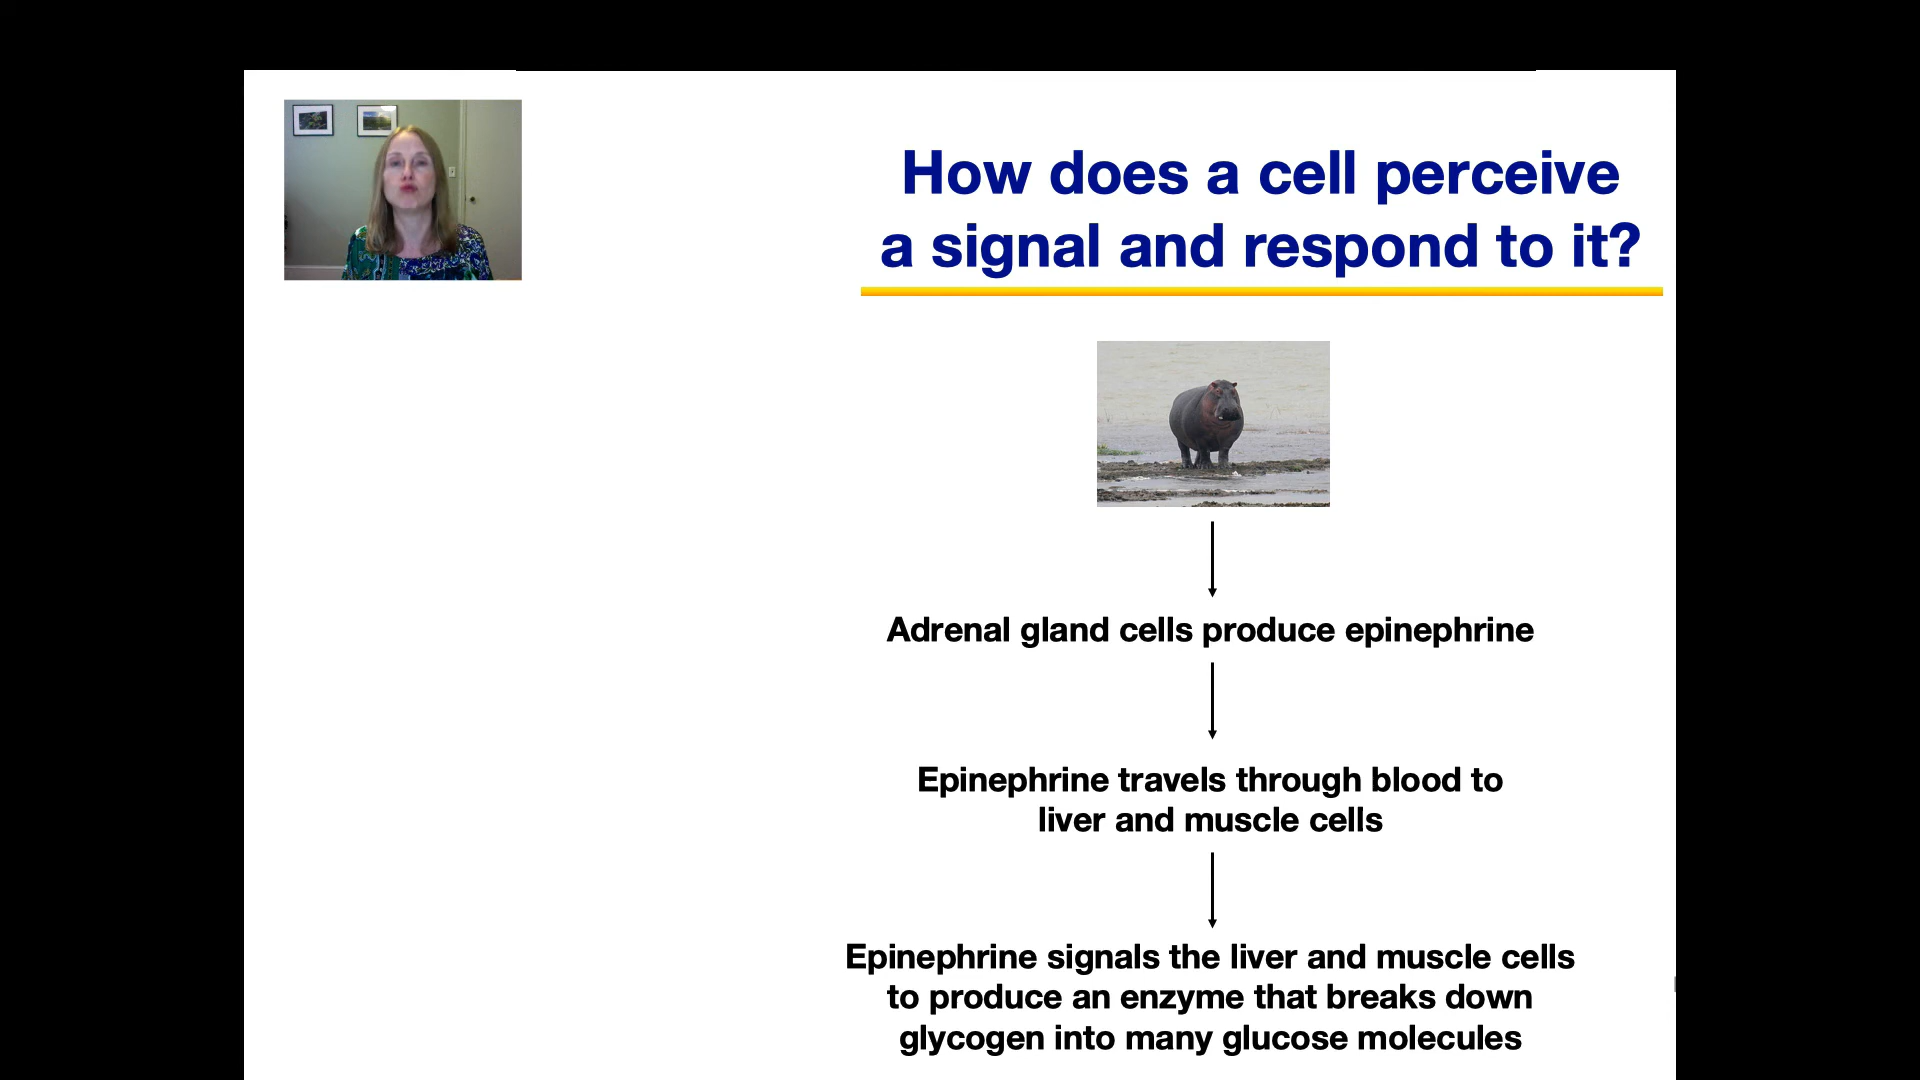 How does a cell perceive
a signal and respond to it?
Adrenal gland cells produce epinephrine
Epinephrine travels through blood to
liver and muscle cells
Epinephrine signals the liver and muscle cells
to produce an enzyme that breaks down
glycogen into many glucose molecules